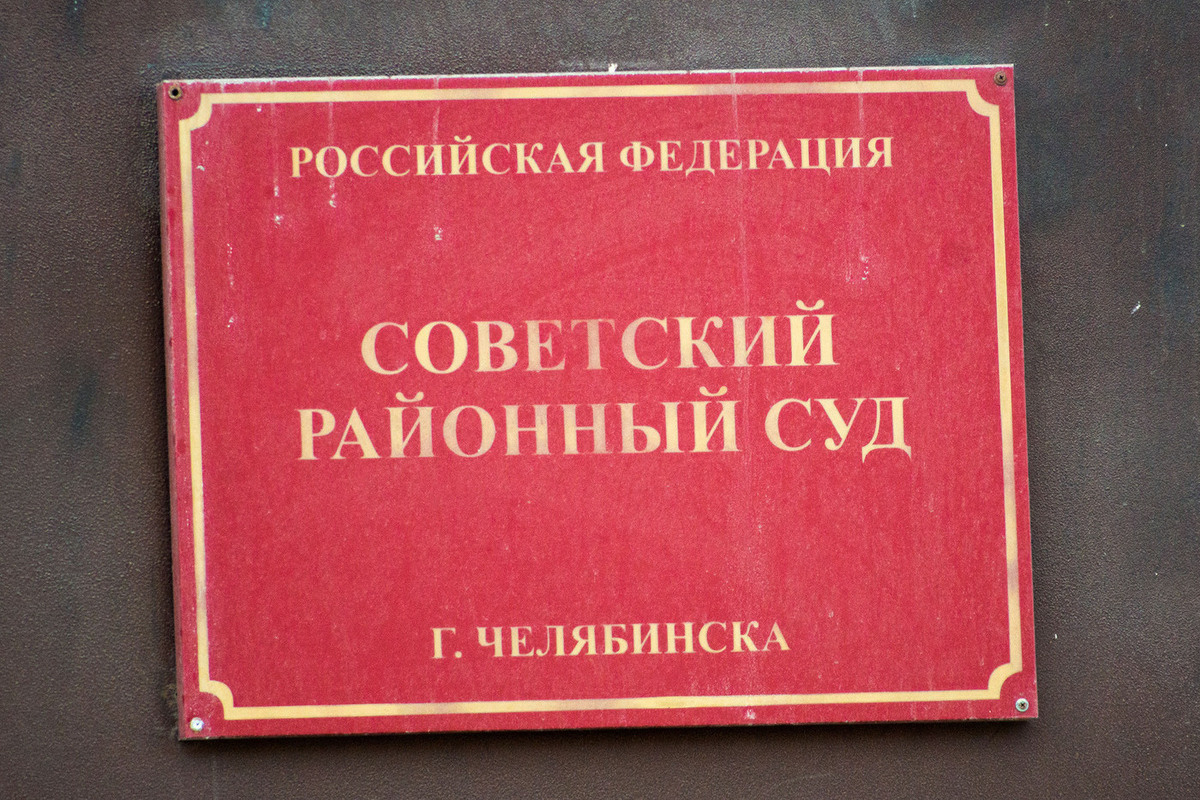 РОССИЙСКАЯ ФЕДЕРАЦИЯ
СОВЕТСКИЙ
РАЙОННЫЙ СУД
Г. ЧЕЛЯБИНСКА